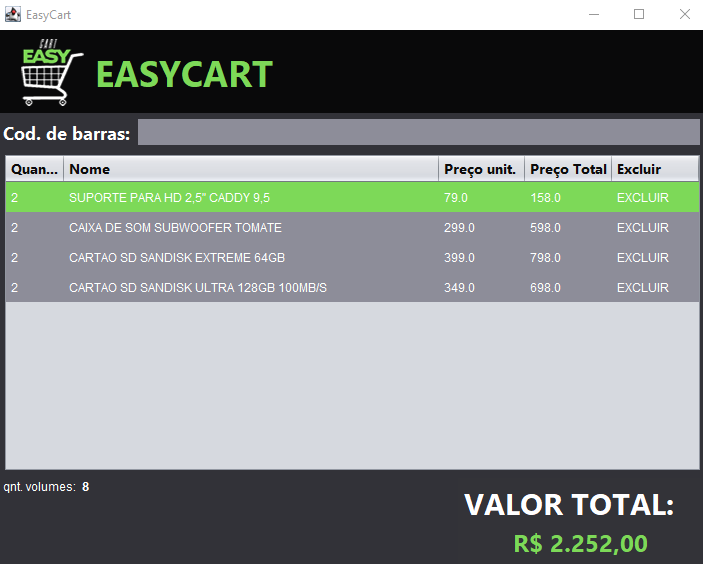 EasyCart
EASY
EASYCART
Cod. de barras:
Quan... Nome Preço unit. Preço Total Excluir
2 SUPORTE PARA HD 2,5" CADDY 9,5 79.0 158.0 EXCLUIR
2 CAIXA DE SOM SUBWOOFER TOMATE 299.0 598.0 EXCLUIR
2 CARTAO SD SANDISK EXTREME 64GB 399.0 798.0 EXCLUIR
2 CARTAO SD SANDISK ULTRA 128GB 100MB/S 349.0 698.0 EXCLUIR
qnt. volumes: 8
VALOR TOTAL:
R$ 2.252,00